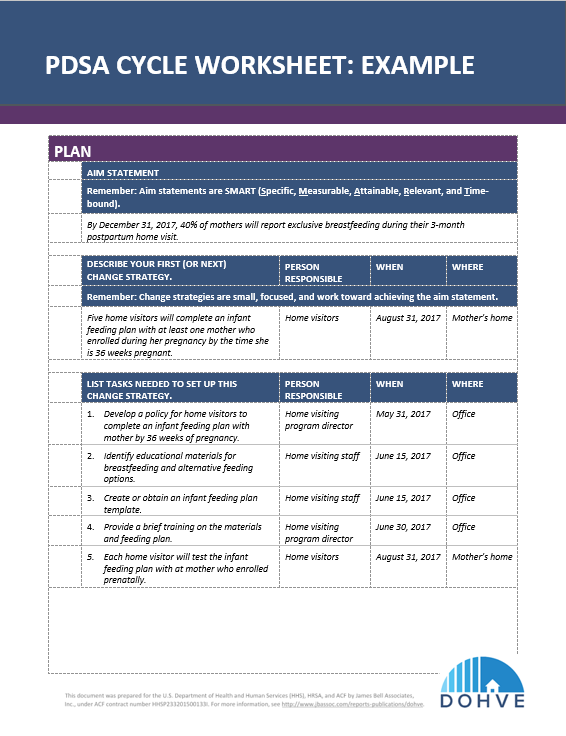 PDSA CYCLE WORKSHEET: EXAMPLE
PLAN
AIM STATEMENT
Remember: Aim statements are SMART (Specific, Measurable, Attainable, Relevant, and Time-
bound).
By December 31, 2017, 40% of mothers will report exclusive breastfeeding during their 3-month
postpartum home visit.
DESCRIBE YOUR FIRST (OR NEXT)
CHANGE STRATEGY.
PERSON
RESPONSIBLE
WHEN
WHERE
Remember: Change strategies are small, focused, and work toward achieving the aim statement.
Five home visitors will complete an infant
feeding plan with at least one mother who
enrolled during her pregnancy by the time she
is 36 weeks pregnant.
Home visitors
August 31, 2017
Mother's home
LIST TASKS NEEDED TO SET UP THIS
CHANGE STRATEGY.
PERSON
RESPONSIBLE
WHEN
WHERE
1. Develop a policy for home visitors to
complete an infant feeding plan with
mother by 36 weeks of pregnancy.
Home visiting
program director
May 31, 2017
Office
2. Identify educational materials for
breastfeeding and alternative feeding
options.
Home visiting staff
June 15, 2017
Office
3. Create or obtain an infant feeding plan
template.
Home visiting staff
June 15, 2017
Office
4. Provide a brief training on the materials
and feeding plan.
Home visiting
program director
June 30, 2017
Office
5. Each home visitor will test the infant
feeding plan with at mother who enrolled
prenatally.
Home visitors
August 31, 2017
Mother's home
This document was prepared for the U.S. Department of Health and Human Services (HHS), HRSA, and ACF by James Bell Associates,
Inc., under ACF contract number HHSP233201500133I. For more information, see http://www.jbassoc.com/reports-publications/dohve.
DOHVE